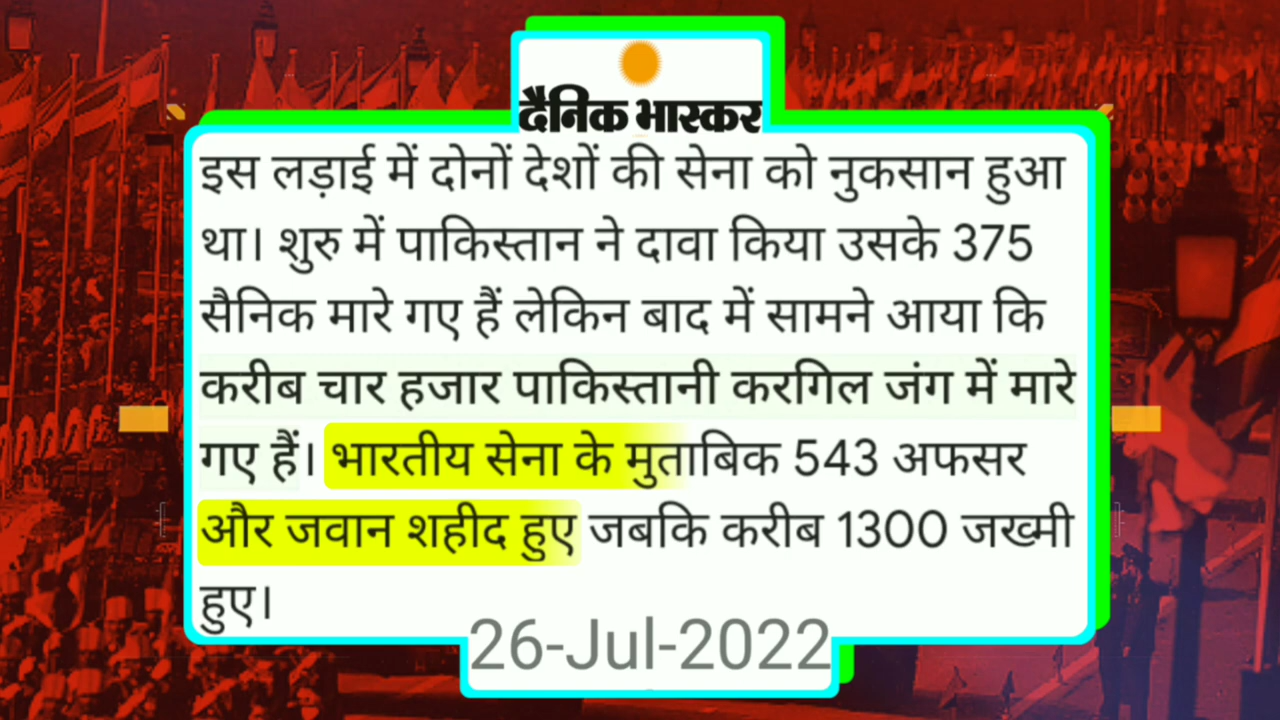 दैनिक भास्कर
इस लड़ाई में दोनों देशों की सेना को नुकसान हुआ
था। शुरु में पाकिस्तान ने दावा किया उसके 375
सैनिक मारे गए हैं लेकिन बाद में सामने आया कि
करीब चार हजार पाकिस्तानी करगिल जंग में मारे
गए हैं। भारतीय सेना के मुताबिक 543 अफसर
और जवान शहीद हुए जबकि करीब 1300 जख्मी
हुए।
26-Jul-2022